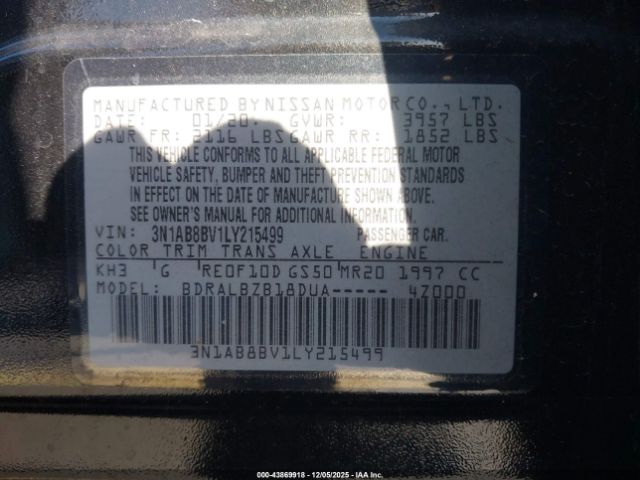 MANUFACTURED BY NISSAN MOTOR CO., LTD.
DATE: 01/20 GVWR: 3957 LBS
GAWR FR: 2116 LBS GAWR RR: 1852 LBS
THIS VEHICLE CONFORMS TO ALL APPLICABLE FEDERAL MOTOR
VEHICLE SAFETY, BUMPER AND THEFT PREVENTION STANDARDS
IN EFFECT ON THE DATE OF MANUFACTURE SHOWN ABOVE.
SEE OWNER'S MANUAL FOR ADDITIONAL INFORMATION.
VIN: 3N1AB8BV1LY215499 PASSENGER CAR.
COLOR TRIM TRANS AXLE ENGINE
KH3 G RE0F10D GS50 MR20 1997 CC
MODEL: BDRALBZB18DUA----- 4Z000
3N1AB8BV1LY215499
000-43869918 - 12/05/2025 - IAA Inc.